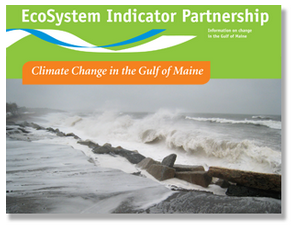 EcoSystem Indicator Partnership
Information on change
in the Gulf of Maine
Climate Change in the Gulf of Maine